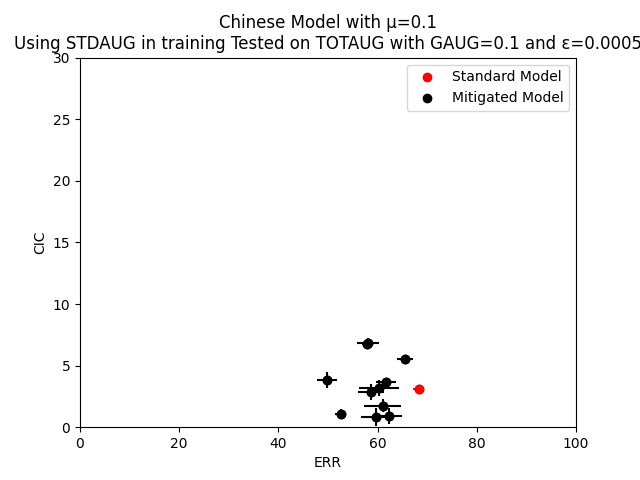 Chinese Model with μ=0.1
Using STDAUG in training Tested on TOTAUG with GAUG=0.1 and ε=0.0005
Standard Model
Mitigated Model
30
25
20
15
10
5
0
CIC
0 20 40 60 80 100
ERR